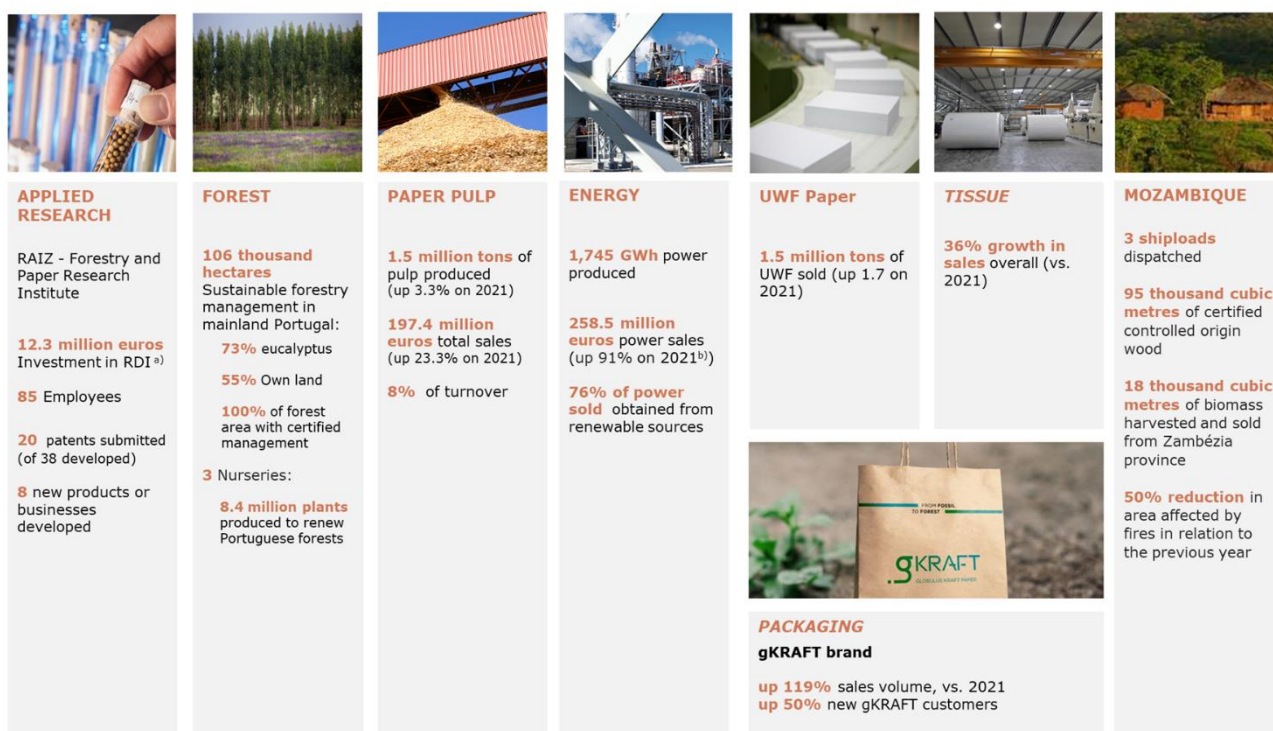 APPLIED
RESEARCH
RAIZ - Forestry and
Paper Research
Institute
12.3 million euros
Investment in RDI a)
85 Employees
20 patents submitted
(of 38 developed)
8 new products or
businesses
developed
FOREST
106 thousand
hectares
Sustainable forestry
management in
mainland Portugal:
73% eucalyptus
55% Own land
100% of forest
area with certified
management
3 Nurseries:
8.4 million plants
produced to renew
Portuguese forests
PAPER PULP
1.5 million tons of
pulp produced
(up 3.3% on 2021)
197.4 million
euros total sales
(up 23.3% on 2021)
8% of turnover
ENERGY
1,745 GWh power
produced
258.5 million
euros power sales
(up 91% on 2021b))
76% of power
sold obtained from
renewable sources
UWF Paper
1.5 million tons of
UWF sold (up 1.7 on
2021)
TISSUE
36% growth in
sales overall (vs.
2021)
FROM FOSSIL
TO FOREST
.gKRAFT
GLOBULUS KRAFT PAPER
PACKAGING
gKRAFT brand
up 119% sales volume, vs. 2021
up 50% new gKRAFT customers
MOZAMBIQUE
3 shiploads
dispatched
95 thousand cubic
metres of certified
controlled origin
wood
18 thousand cubic
metres of biomass
harvested and sold
from Zambézia
province
50% reduction in
area affected by
fires in relation to
the previous year